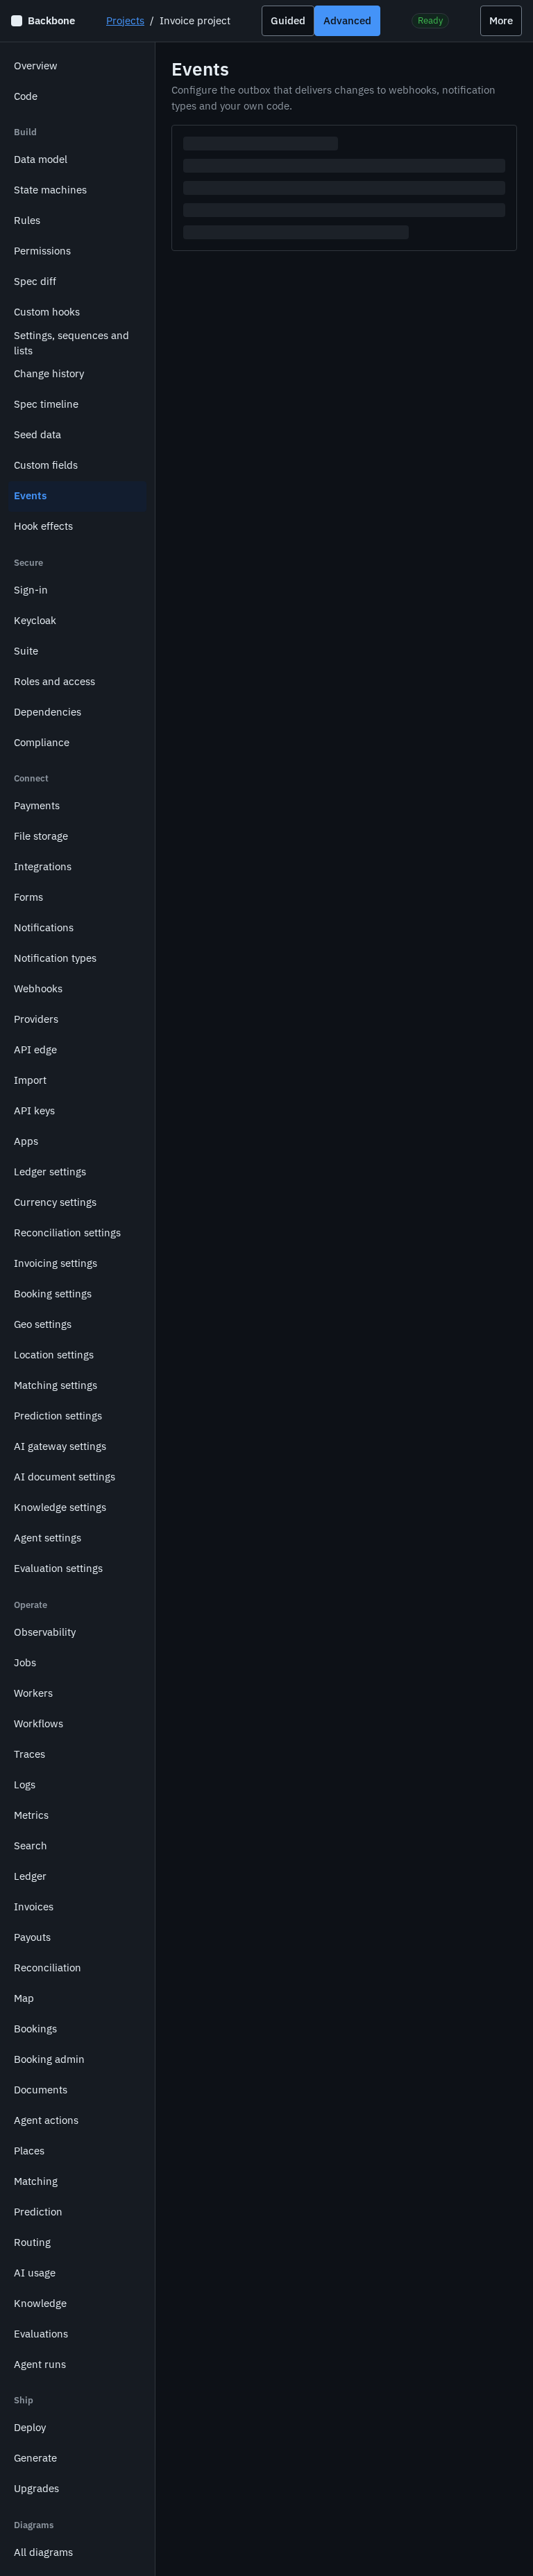 Backbone
Projects / Invoice project
Guided
Advanced
Ready
More
Overview
Code
Build
Data model
State machines
Rules
Permissions
Spec diff
Custom hooks
Settings, sequences and
lists
Change history
Spec timeline
Seed data
Custom fields
Events
Hook effects
Secure
Sign-in
Keycloak
Suite
Roles and access
Dependencies
Compliance
Connect
Payments
File storage
Integrations
Forms
Notifications
Notification types
Webhooks
Providers
API edge
Import
API keys
Apps
Ledger settings
Currency settings
Reconciliation settings
Invoicing settings
Booking settings
Geo settings
Location settings
Matching settings
Prediction settings
AI gateway settings
AI document settings
Knowledge settings
Agent settings
Evaluation settings
Operate
Observability
Jobs
Workers
Workflows
Traces
Logs
Metrics
Search
Ledger
Invoices
Payouts
Reconciliation
Map
Bookings
Booking admin
Documents
Agent actions
Places
Matching
Prediction
Routing
AI usage
Knowledge
Evaluations
Agent runs
Ship
Deploy
Generate
Upgrades
Diagrams
All diagrams
Events
Configure the outbox that delivers changes to webhooks, notification
types and your own code.